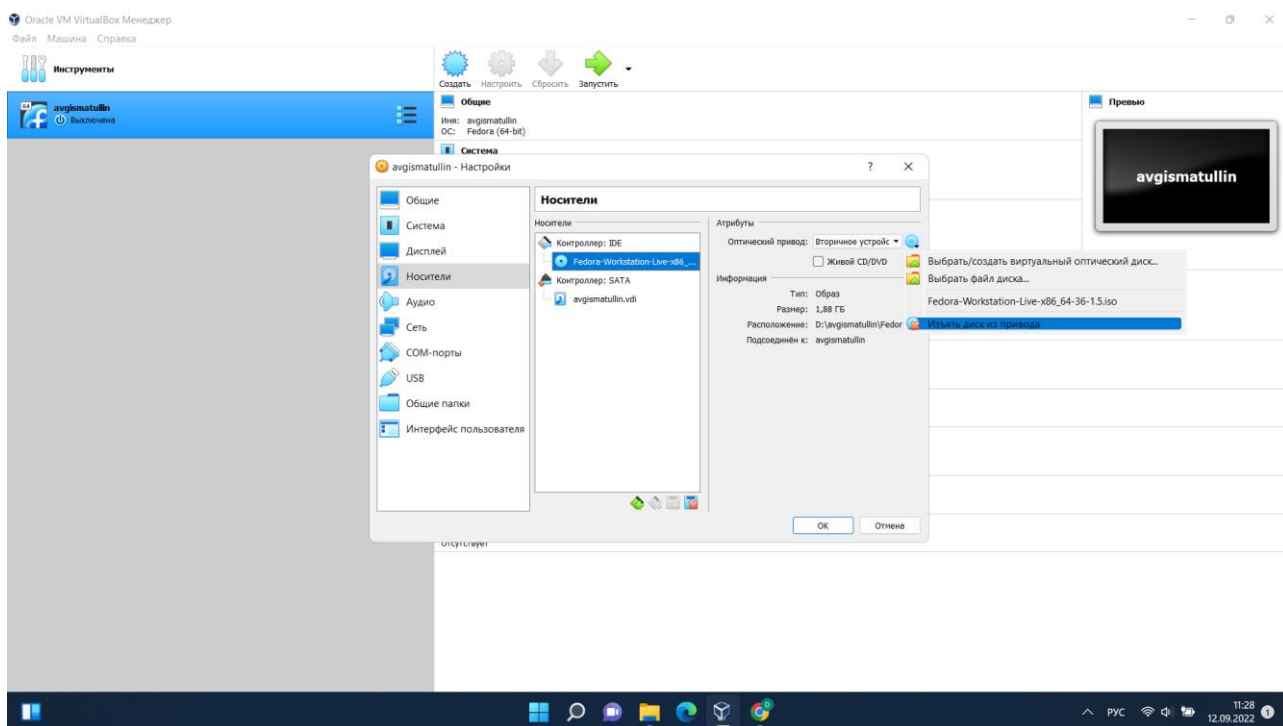 Oracle VM VirtualBox Менеджер
Файл Машина Справка
Инструменты
Создать Настроить Сбросить Запустить
64
avgismatullin
Выключена
Общие
Имя: avgismatullin
ОС: Fedora (64-bit)
Система
Превью
avgismatullin
avgismatullin - Настройки ?
Общие
Система
Дисплей
Носители
Аудио
Сеть
COM-порты
USB
Общие папки
Интерфейс пользователя
Носители
Носители
Контроллер: IDE
Fedora-Workstation-Live-x86_...
Контроллер: SATA
avgismatullin.vdi
Атрибуты
Оптический привод: Вторичное устройс
Живой CD/DVD
Информация
Тип: Образ
Размер: 1,88 ГБ
Расположение: D:\avgismatullin\Fedor
Подсоединён к: avgismatullin
Выбрать/создать виртуальный оптический диск...
Выбрать файл диска...
Fedora-Workstation-Live-x86_64-36-1.5.iso
Изъять диск из привода
OK Отмена
Отсутствует
РУС
11:28
12.09.2022
1